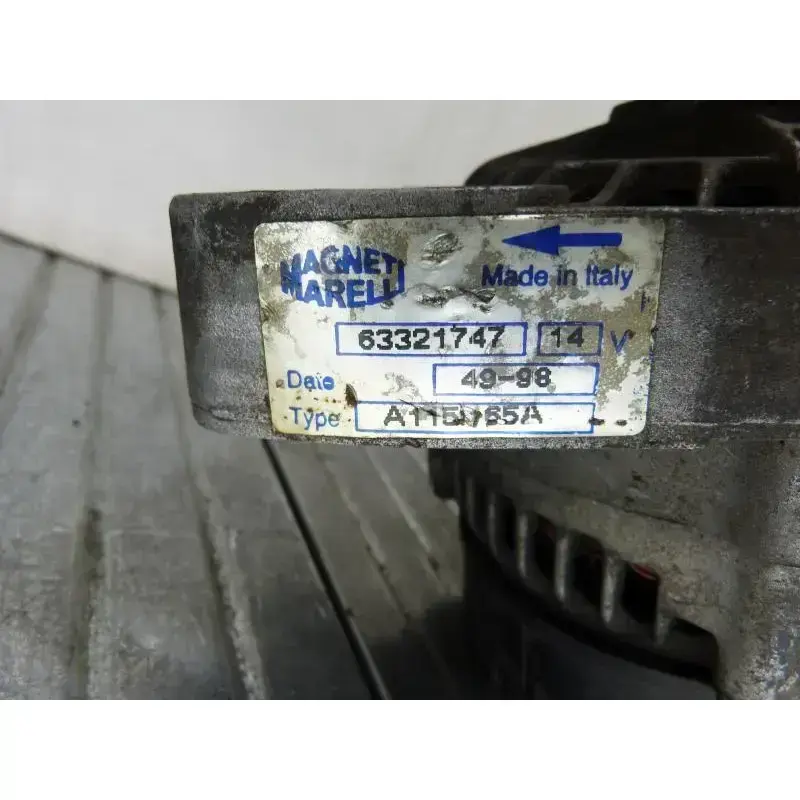 MAGNETI
MARELLI
Made in Italy
63321747 14 V
Date 49-98
Type